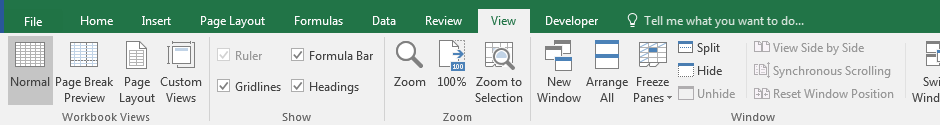 File Home Insert Page Layout Formulas Data Review View Developer Tell me what you want to do...
Normal Page Break Preview Page Layout Custom Views
Ruler Formula Bar
Gridlines Headings
Zoom 100% Zoom to Selection
New Window Arrange All Freeze Panes
Split View Side by Side
Hide Synchronous Scrolling
Unhide Reset Window Position
Workbook Views Show Zoom Window